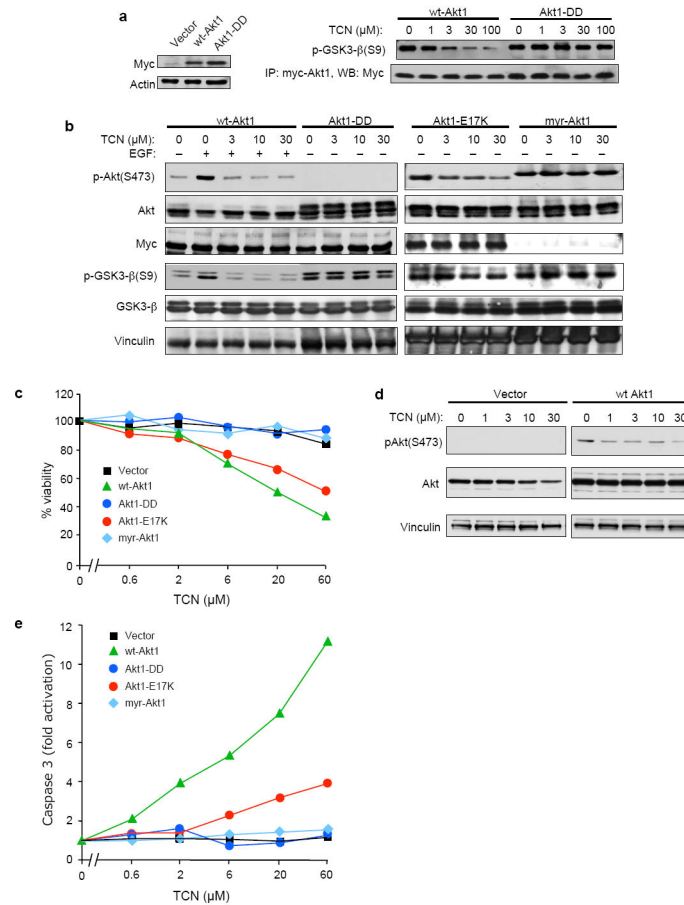 a
Vector
wt-Akt1
Akt1-DD
Myc
Actin
wt-Akt1 Akt1-DD
TCN (µM): 0 1 3 30 100 0 1 3 30 100
p-GSK3-β(S9)
IP: myc-Akt1, WB: Myc
b
wt-Akt1 Akt1-DD Akt1-E17K myr-Akt1
TCN (µM): 0 0 3 10 30 0 3 10 30 0 3 10 30 0 3 10 30
EGF: – + + + + – – – – – – – – – – – –
p-Akt(S473)
Akt
Myc
p-GSK3-β(S9)
GSK3-β
Vinculin
c
% viability
120
100
80
60
40
20
0
Vector
wt-Akt1
Akt1-DD
Akt1-E17K
myr-Akt1
0 0.6 2 6 20 60
TCN (µM)
d
Vector wt Akt1
TCN (µM): 0 1 3 10 30 0 1 3 10 30
pAkt(S473)
Akt
Vinculin
e
Caspase 3 (fold activation)
12
10
8
6
4
2
0
Vector
wt-Akt1
Akt1-DD
Akt1-E17K
myr-Akt1
0 0.6 2 6 20 60
TCN (µM)